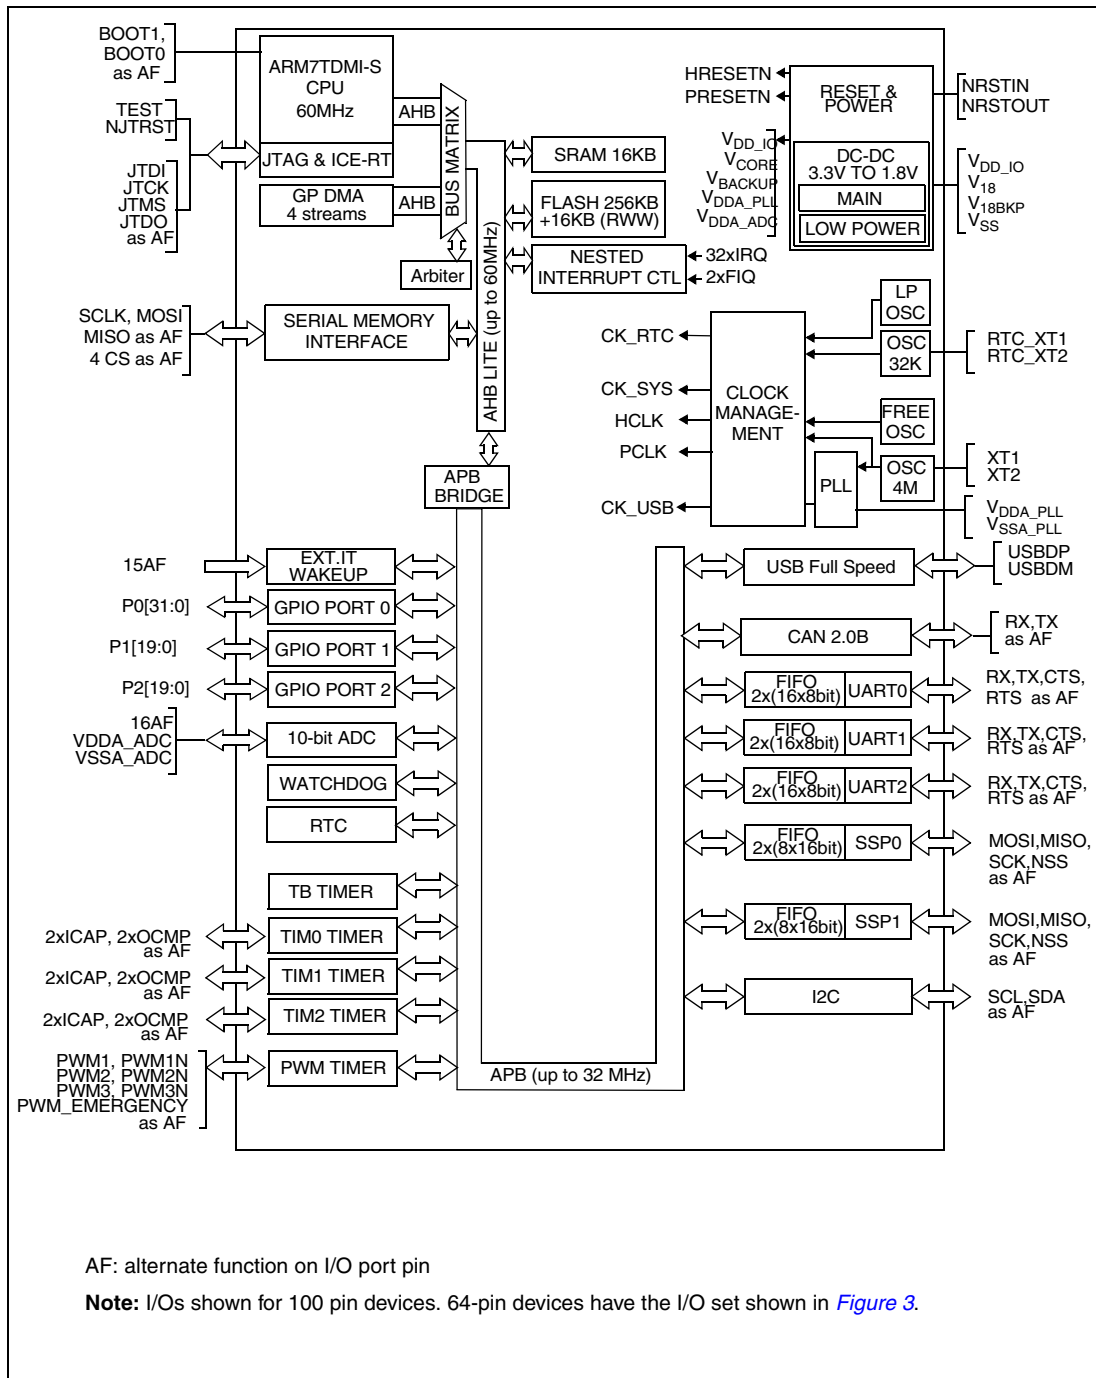 BOOT1,
BOOT0
as AF
TEST
NJTRST
JTDI
JTCK
JTMS
JTDO
as AF
ARM7TDMI-S
CPU
60MHz
JTAG & ICE-RT
GP DMA
4 streams
AHB
AHB
BUS MATRIX
Arbiter
AHB LITE (up to 60MHz)
SRAM 16KB
FLASH 256KB
+16KB (RWW)
NESTED
INTERRUPT CTL
32xIRQ
2xFIQ
HRESETN
PRESETN
VDD_IO
VCORE
VBACKUP
VDDA_PLL
VDDA_ADC
RESET &
POWER
DC-DC
3.3V TO 1.8V
MAIN
LOW POWER
NRSTIN
NRSTOUT
VDD_IO
V18
V18BKP
VSS
SCLK, MOSI
MISO as AF
4 CS as AF
SERIAL MEMORY
INTERFACE
CK_RTC
CK_SYS
HCLK
PCLK
CK_USB
CLOCK
MANAGE-
MENT
LP
OSC
OSC
32K
FREE
OSC
OSC
4M
PLL
RTC_XT1
RTC_XT2
XT1
XT2
VDDA_PLL
VSSA_PLL
APB
BRIDGE
15AF
EXT.IT
WAKEUP
P0[31:0]
GPIO PORT 0
P1[19:0]
GPIO PORT 1
P2[19:0]
GPIO PORT 2
16AF
VDDA_ADC
VSSA_ADC
10-bit ADC
WATCHDOG
RTC
TB TIMER
2xICAP, 2xOCMP
as AF
TIM0 TIMER
2xICAP, 2xOCMP
as AF
TIM1 TIMER
2xICAP, 2xOCMP
as AF
TIM2 TIMER
PWM1, PWM1N
PWM2, PWM2N
PWM3, PWM3N
PWM_EMERGENCY
as AF
PWM TIMER
APB (up to 32 MHz)
USB Full Speed
USBDP
USBDM
CAN 2.0B
RX,TX
as AF
FIFO
2x(16x8bit)
UART0
RX,TX,CTS,
RTS as AF
FIFO
2x(16x8bit)
UART1
RX,TX,CTS,
RTS as AF
FIFO
2x(16x8bit)
UART2
RX,TX,CTS,
RTS as AF
FIFO
2x(8x16bit)
SSP0
MOSI,MISO,
SCK,NSS
as AF
FIFO
2x(8x16bit)
SSP1
MOSI,MISO,
SCK,NSS
as AF
I2C
SCL,SDA
as AF
AF: alternate function on I/O port pin
Note: I/Os shown for 100 pin devices. 64-pin devices have the I/O set shown in Figure 3.